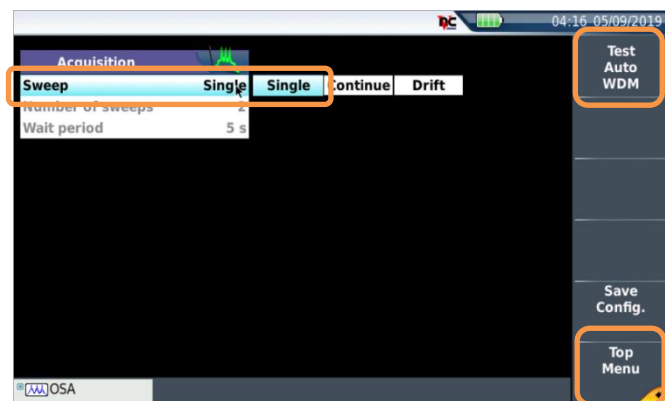 04:16 05/09/2019
Acquisition
Sweep Single Single Continue Drift
Number of sweeps 2
Wait period 5 s
Test
Auto
WDM
Save
Config.
Top
Menu
OSA